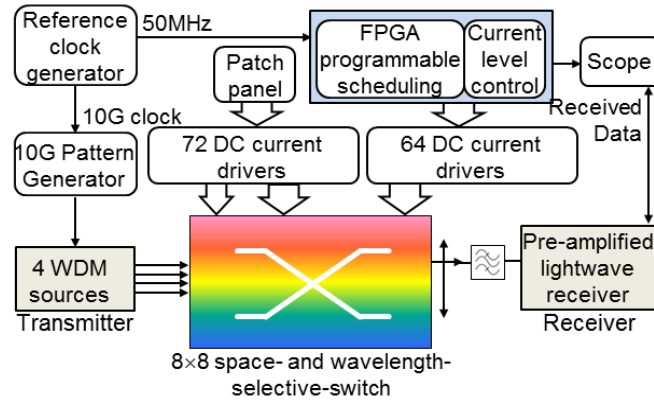 Reference
clock
generator
50MHz
FPGA
programmable
scheduling
Current
level
control
Scope
Patch
panel
10G clock
Received
Data
10G Pattern
Generator
72 DC current
drivers
64 DC current
drivers
4 WDM
sources
Transmitter
Pre-amplified
lightwave
receiver
Receiver
8×8 space- and wavelength-
selective-switch